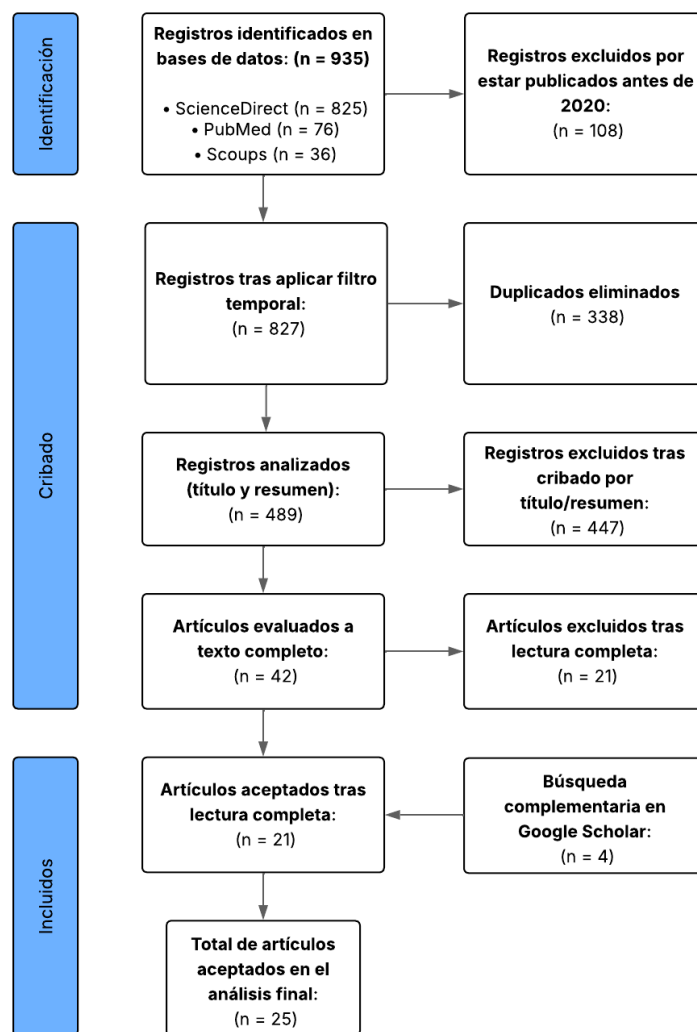 Identificación
Registros identificados en
bases de datos: (n = 935)
• ScienceDirect (n = 825)
• PubMed (n = 76)
• Scoups (n = 36)
Registros excluidos por
estar publicados antes de
2020:
(n = 108)
Cribado
Registros tras aplicar filtro
temporal:
(n = 827)
Duplicados eliminados
(n = 338)
Registros analizados
(título y resumen):
(n = 489)
Registros excluidos tras
cribado por
título/resumen:
(n = 447)
Artículos evaluados a
texto completo:
(n = 42)
Artículos excluidos tras
lectura completa:
(n = 21)
Incluidos
Artículos aceptados tras
lectura completa:
(n = 21)
Búsqueda
complementaria en
Google Scholar:
(n = 4)
Total de artículos
aceptados en el
análisis final:
(n = 25)